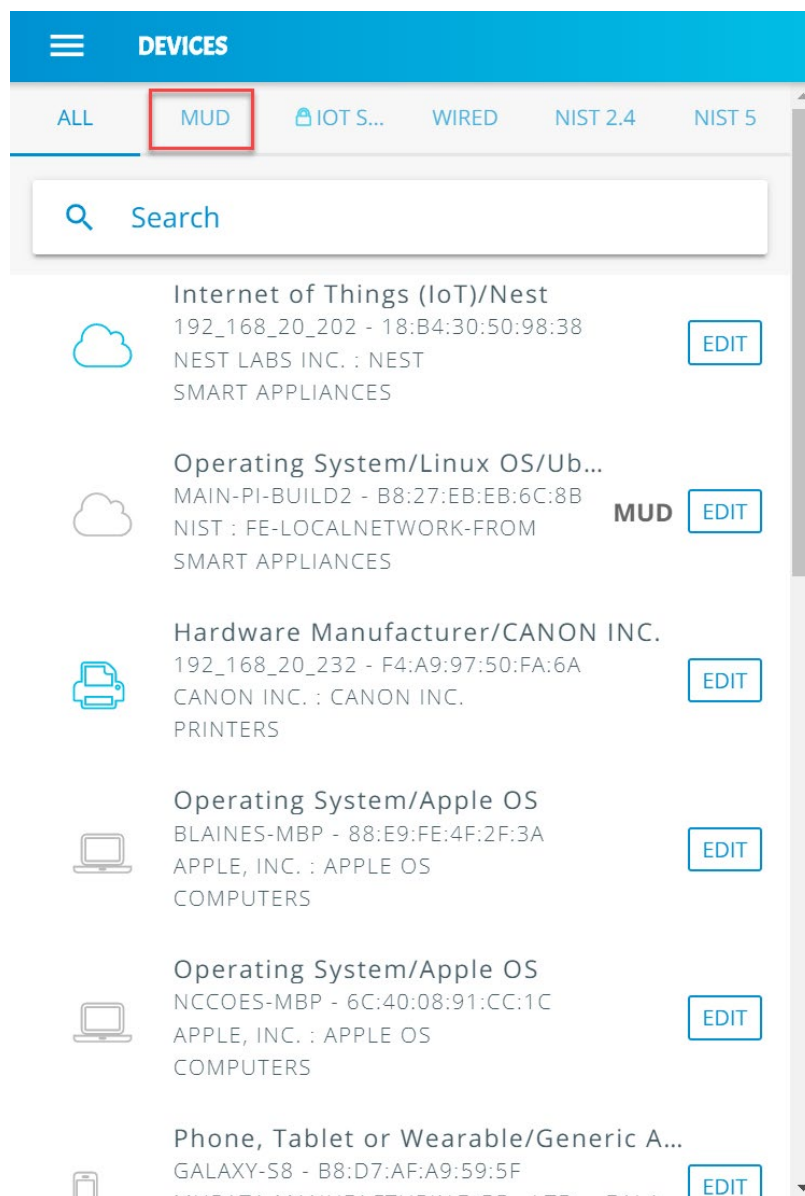 DEVICES
ALL MUD IOT S... WIRED NIST 2.4 NIST 5
Search
Internet of Things (IoT)/Nest
192_168_20_202 - 18:B4:30:50:98:38
NEST LABS INC. : NEST
SMART APPLIANCES
EDIT
Operating System/Linux OS/Ub...
MAIN-PI-BUILD2 - B8:27:EB:EB:6C:8B
NIST : FE-LOCALNETWORK-FROM
SMART APPLIANCES
MUD EDIT
Hardware Manufacturer/CANON INC.
192_168_20_232 - F4:A9:97:50:FA:6A
CANON INC. : CANON INC.
PRINTERS
EDIT
Operating System/Apple OS
BLAINES-MBP - 88:E9:FE:4F:2F:3A
APPLE, INC. : APPLE OS
COMPUTERS
EDIT
Operating System/Apple OS
NCCOES-MBP - 6C:40:08:91:CC:1C
APPLE, INC. : APPLE OS
COMPUTERS
EDIT
Phone, Tablet or Wearable/Generic A...
GALAXY-S8 - B8:D7:AF:A9:59:5F
EDIT